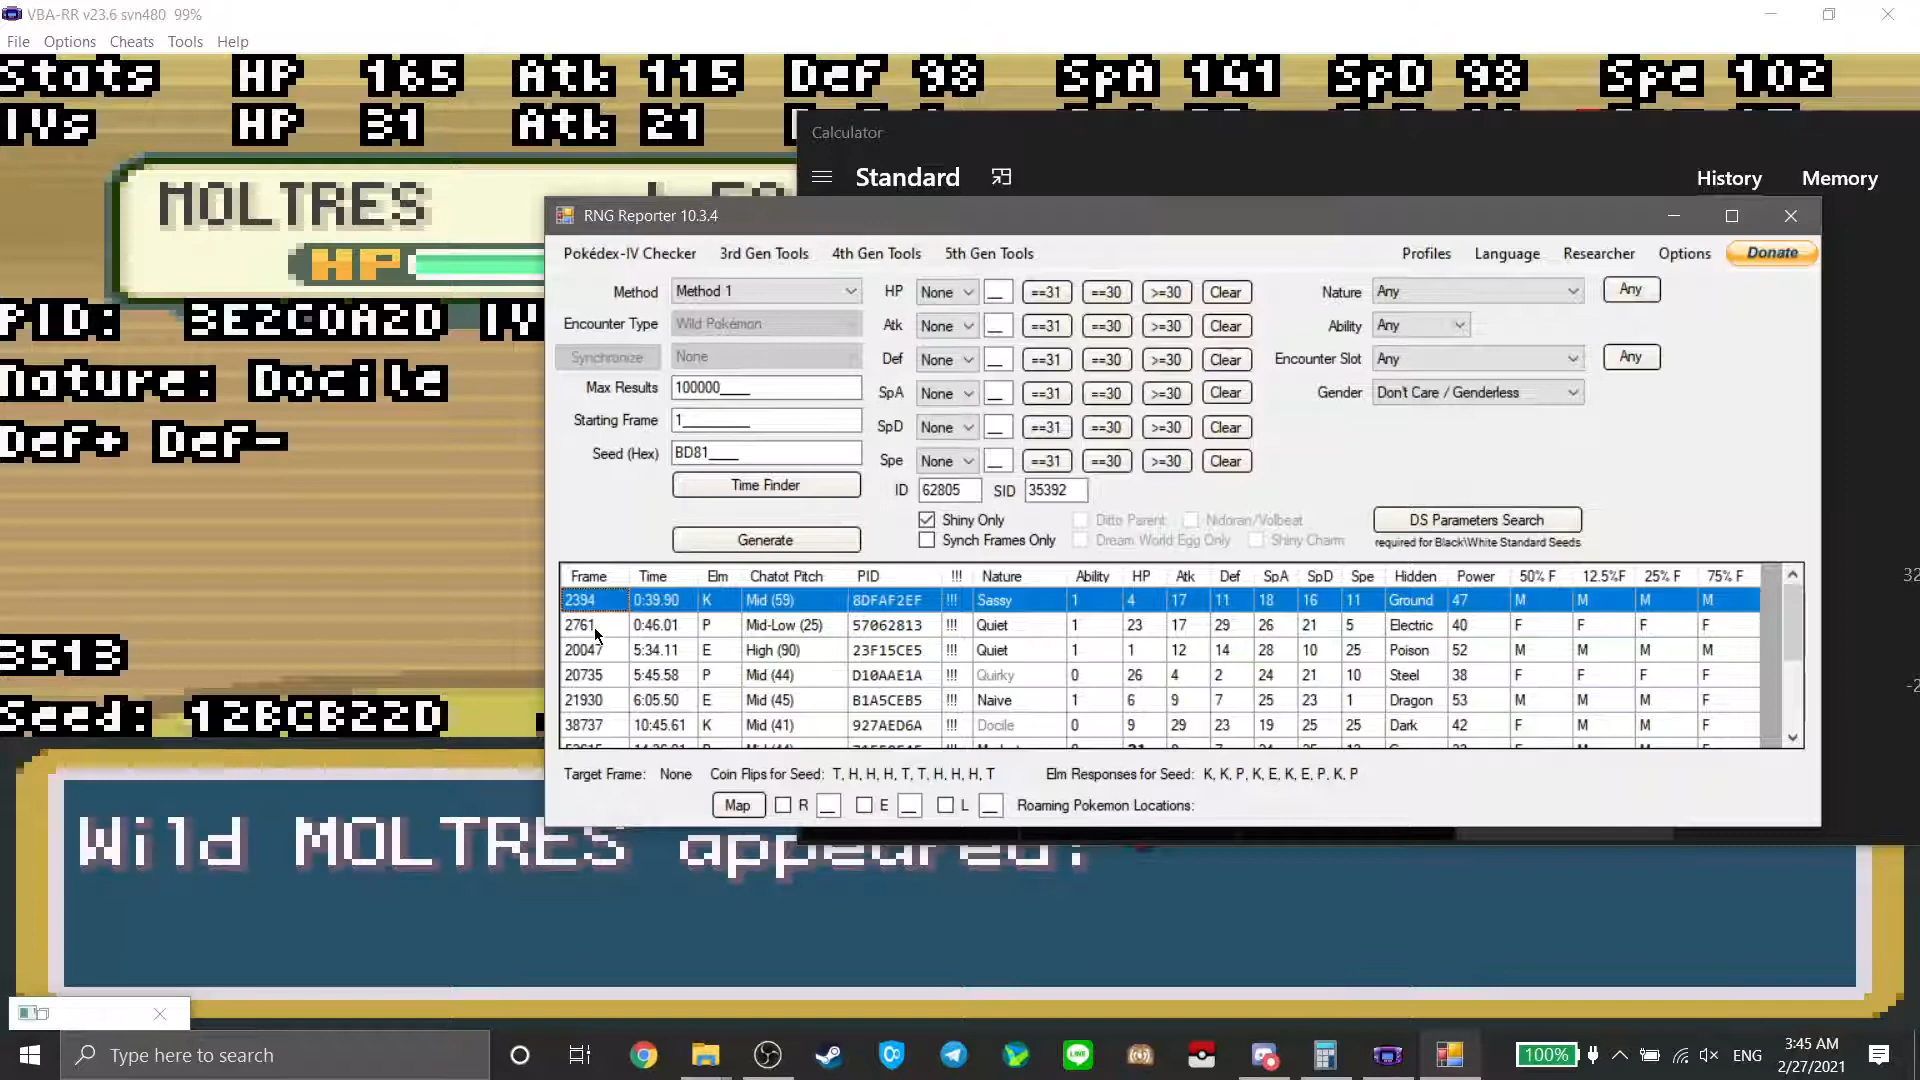 VBA-RR v23.6 svn480 99%
File Options Cheats Tools Help
Stats HP 165 Atk 115 Def 98 SpA 141 SpD 98 Spe 102
IVs HP 31 Atk 21
Calculator
Standard
History Memory
MOLTRES
HP
PID: 3E2C0A2D IV
Nature: Docile
Def+ Def-
3513
Seed: 12BCB22D
Wild MOLTRES appeared!
RNG Reporter 10.3.4
Pokédex-IV Checker 3rd Gen Tools 4th Gen Tools 5th Gen Tools Profiles Language Researcher Options Donate
Method Method 1 HP None __ ==31 ==30 >=30 Clear Nature Any Any
Encounter Type Wild Pokémon Atk None __ ==31 ==30 >=30 Clear Ability Any
Synchronize None Def None __ ==31 ==30 >=30 Clear Encounter Slot Any Any
Max Results 100000____ SpA None __ ==31 ==30 >=30 Clear Gender Don't Care / Genderless
Starting Frame 1_________ SpD None __ ==31 ==30 >=30 Clear
Seed (Hex) BD81____ Spe None __ ==31 ==30 >=30 Clear
Time Finder ID 62805 SID 35392
Shiny Only Ditto Parent Nidoran/Volbeat DS Parameters Search
Generate Synch Frames Only Dream World Egg Only Shiny Charm required for Black\White Standard Seeds
Frame Time Elm Chatot Pitch PID !!! Nature Ability HP Atk Def SpA SpD Spe Hidden Power 50% F 12.5%F 25% F 75% F
2394 0:39.90 K Mid (59) 8DFAF2EF !!! Sassy 1 4 17 11 18 16 11 Ground 47 M M M M
2761 0:46.01 P Mid-Low (25) 57062813 !!! Quiet 1 23 17 29 26 21 5 Electric 40 F F F F
20047 5:34.11 E High (90) 23F15CE5 !!! Quiet 1 1 12 14 28 10 25 Poison 52 M M M M
20735 5:45.58 P Mid (44) D10AAE1A !!! Quirky 0 26 4 2 24 21 10 Steel 38 F M F F
21930 6:05.50 E Mid (45) B1A5CEB5 !!! Naive 1 6 9 7 25 23 1 Dragon 53 M M M F
38737 10:45.61 K Mid (41) 927AED6A !!! Docile 0 9 29 23 19 25 25 Dark 42 F M F F
Target Frame: None Coin Flips for Seed: T, H, H, H, T, T, H, H, H, T Elm Responses for Seed: K, K, P, K, E, K, E, P, K, P
Map R __ E __ L __ Roaming Pokemon Locations:
32
-2
Type here to search
100% ENG 3:45 AM
2/27/2021